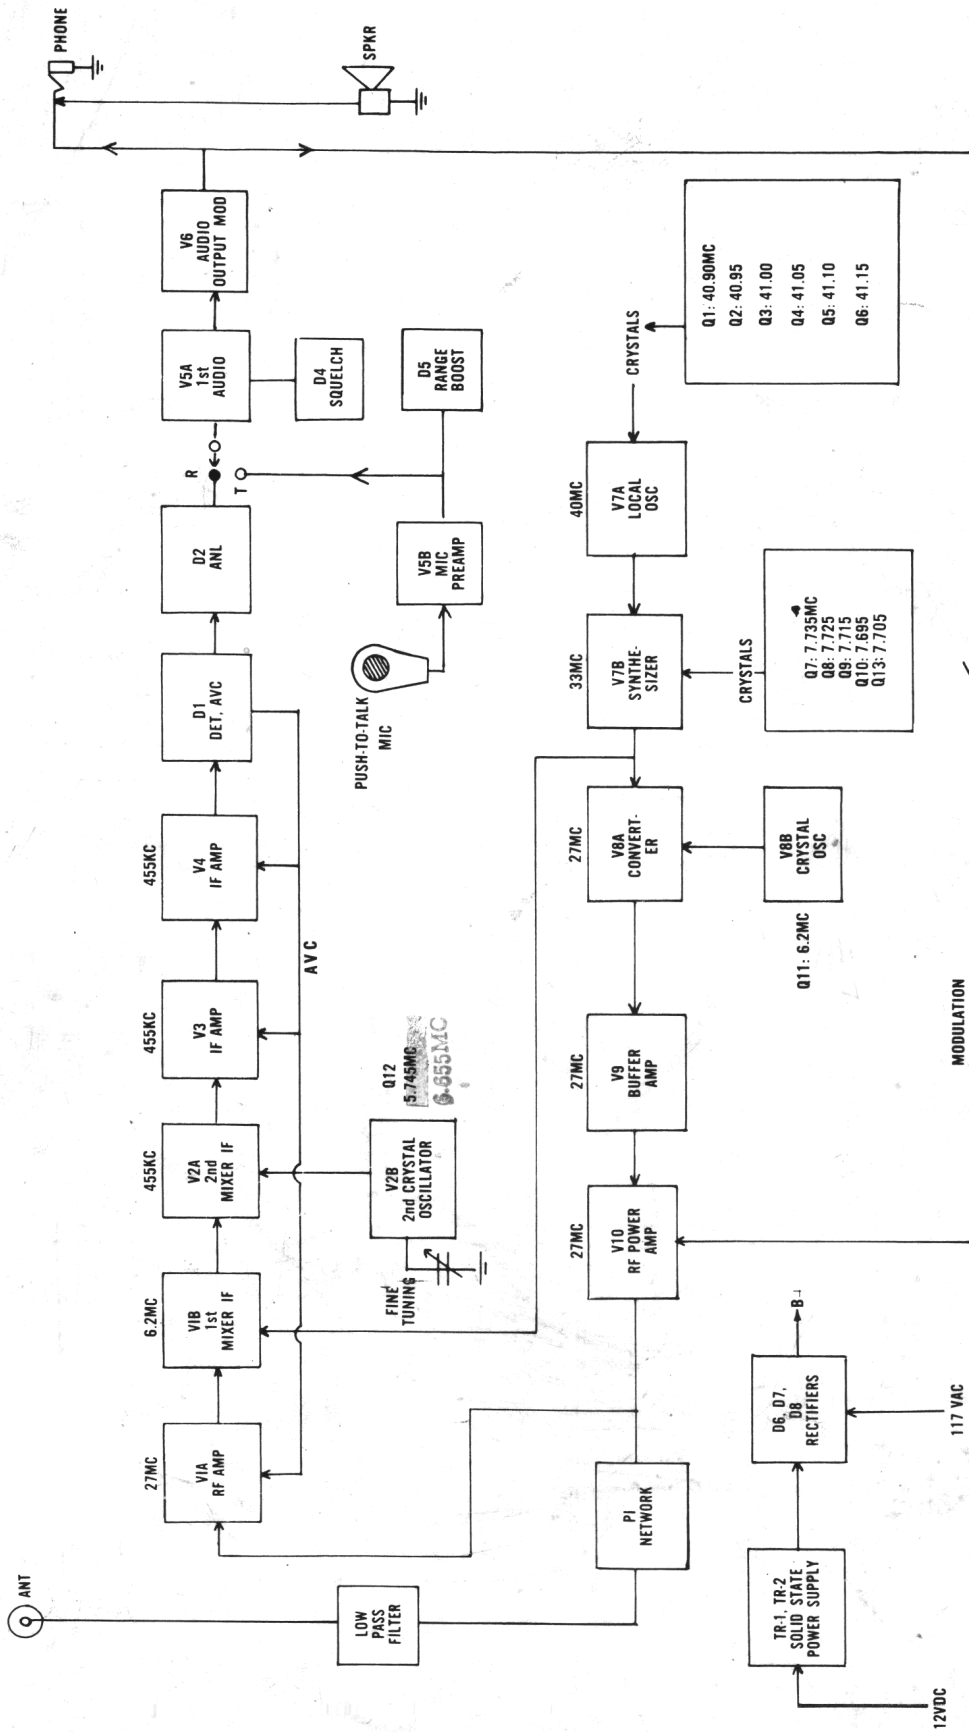 ANT
27MC
V1A
RF AMP
6.2MC
V1B
1st
MIXER IF
455KC
V2A
2nd
MIXER IF
455KC
V3
IF AMP
455KC
V4
IF AMP
D1
DET, AVC
D2
ANL
R
T
V5A
1st
AUDIO
V6
AUDIO
OUTPUT MOD
PHONE
SPKR
AVC
D4
SQUELCH
LOW
PASS
FILTER
FINE
TUNING
V2B
2nd CRYSTAL
OSCILLATOR
Q12
5.745MC
6.655MC
PUSH-TO-TALK
MIC
V5B
MIC
PREAMP
D5
RANGE
BOOST
PI
NETWORK
27MC
V10
RF POWER
AMP
27MC
V9
BUFFER
AMP
27MC
V8A
CONVERT-
ER
33MC
V7B
SYNTHE-
SIZER
40MC
V7A
LOCAL
OSC
CRYSTALS
Q1: 40.90MC
Q2: 40.95
Q3: 41.00
Q4: 41.05
Q5: 41.10
Q6: 41.15
CRYSTALS
Q7: 7.735MC
Q8: 7.725
Q9: 7.715
Q10: 7.695
Q13: 7.705
Q11: 6.2MC
V8B
CRYSTAL
OSC
TR-1, TR-2
SOLID STATE
POWER SUPPLY
D6, D7,
D8
RECTIFIERS
B+
12VDC
117 VAC
MODULATION